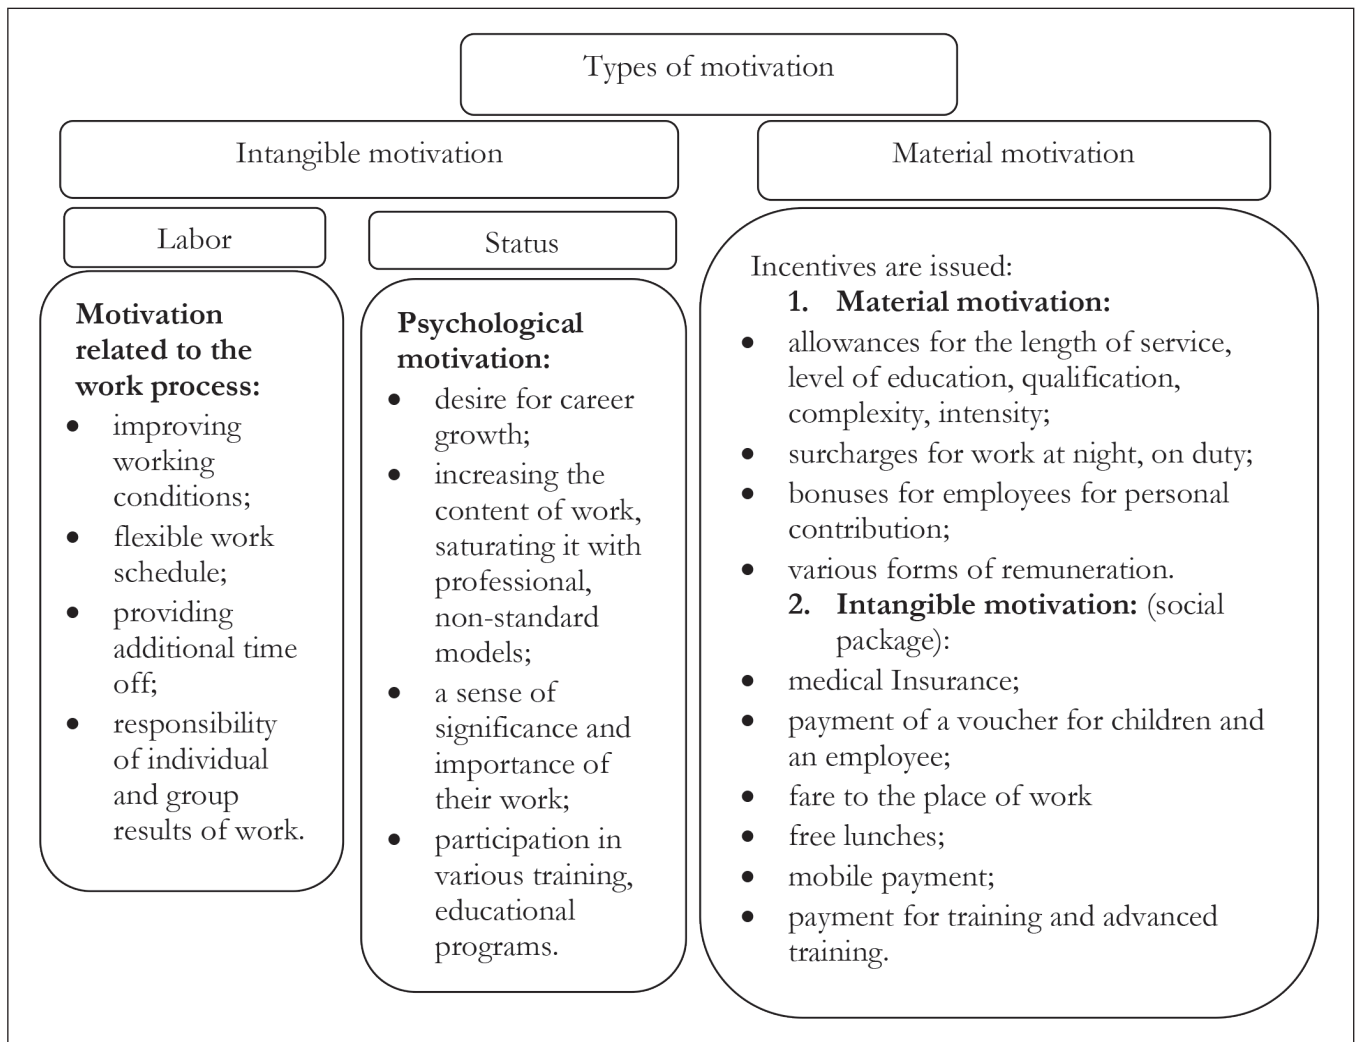 Types of motivation
Intangible motivation
Material motivation
Labor
Status
Motivation
related to the
work process:
● improving
working
conditions;
● flexible work
schedule;
● providing
additional time
off;
● responsibility
of individual
and group
results of work.
Psychological
motivation:
● desire for career
growth;
● increasing the
content of work,
saturating it with
professional,
non-standard
models;
● a sense of
significance and
importance of
their work;
● participation in
various training,
educational
programs.
Incentives are issued:
1. Material motivation:
● allowances for the length of service,
level of education, qualification,
complexity, intensity;
● surcharges for work at night, on duty;
● bonuses for employees for personal
contribution;
● various forms of remuneration.
2. Intangible motivation: (social
package):
● medical Insurance;
● payment of a voucher for children and
an employee;
● fare to the place of work
● free lunches;
● mobile payment;
● payment for training and advanced
training.